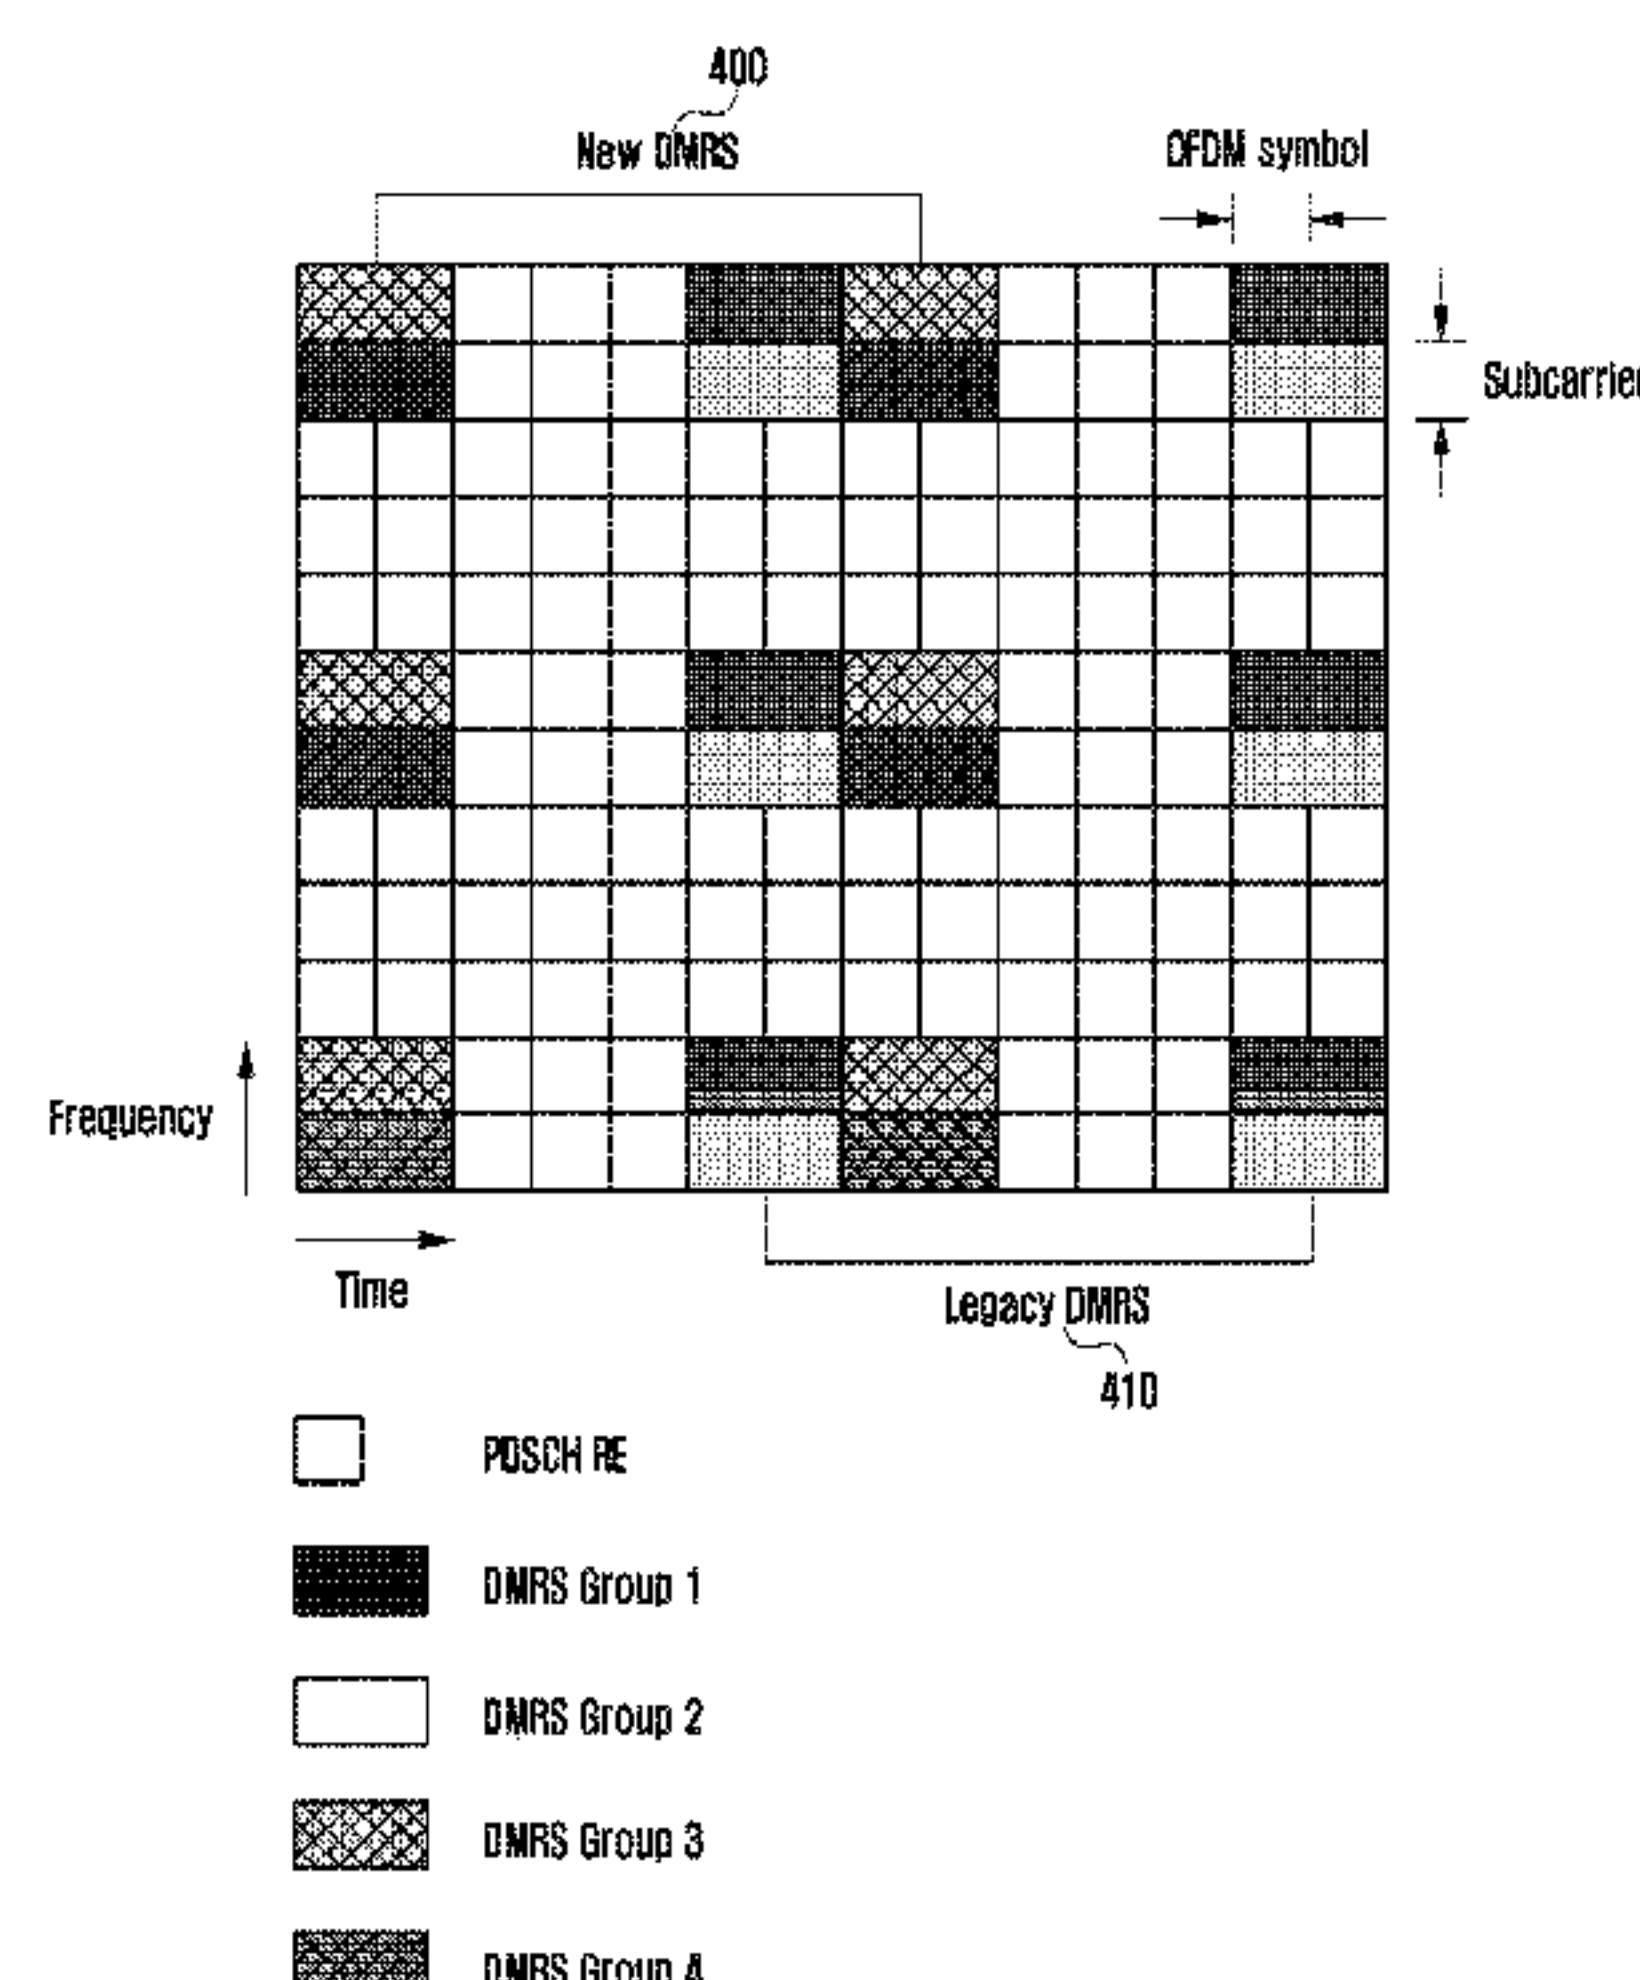 400
New DMRS
OFDM symbol
Subcarrier
Frequency
Time
Legacy DMRS
410
PDSCH RE
DMRS Group 1
DMRS Group 2
DMRS Group 3
DMRS Group 4